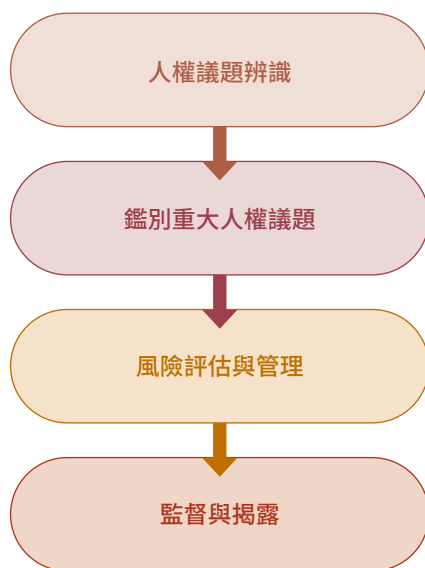 人權議題辨識
鑑別重大人權議題
風險評估與管理
監督與揭露